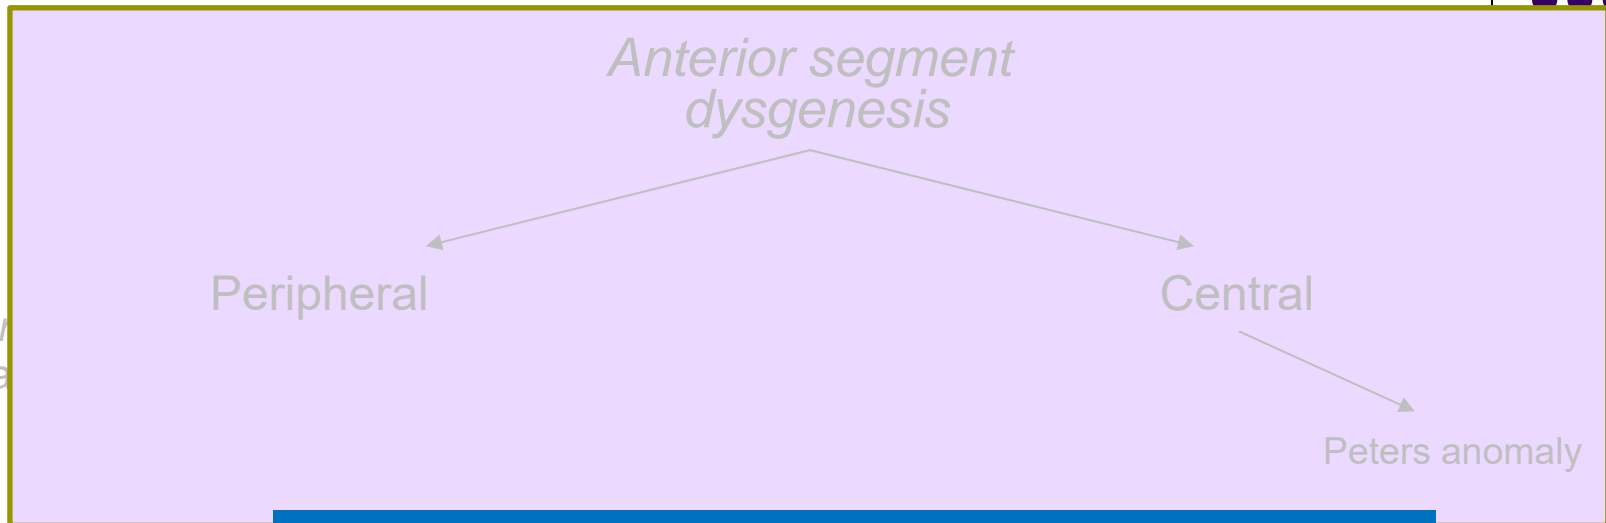 Anterior segment
dysgenesis
Peripheral
Central
Peters anomaly